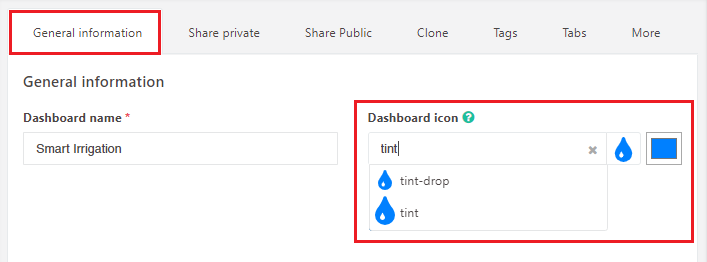 General information Share private Share Public Clone Tags Tabs More
General information
Dashboard name * Dashboard icon ?
Smart Irrigation tint ×
tint-drop
tint